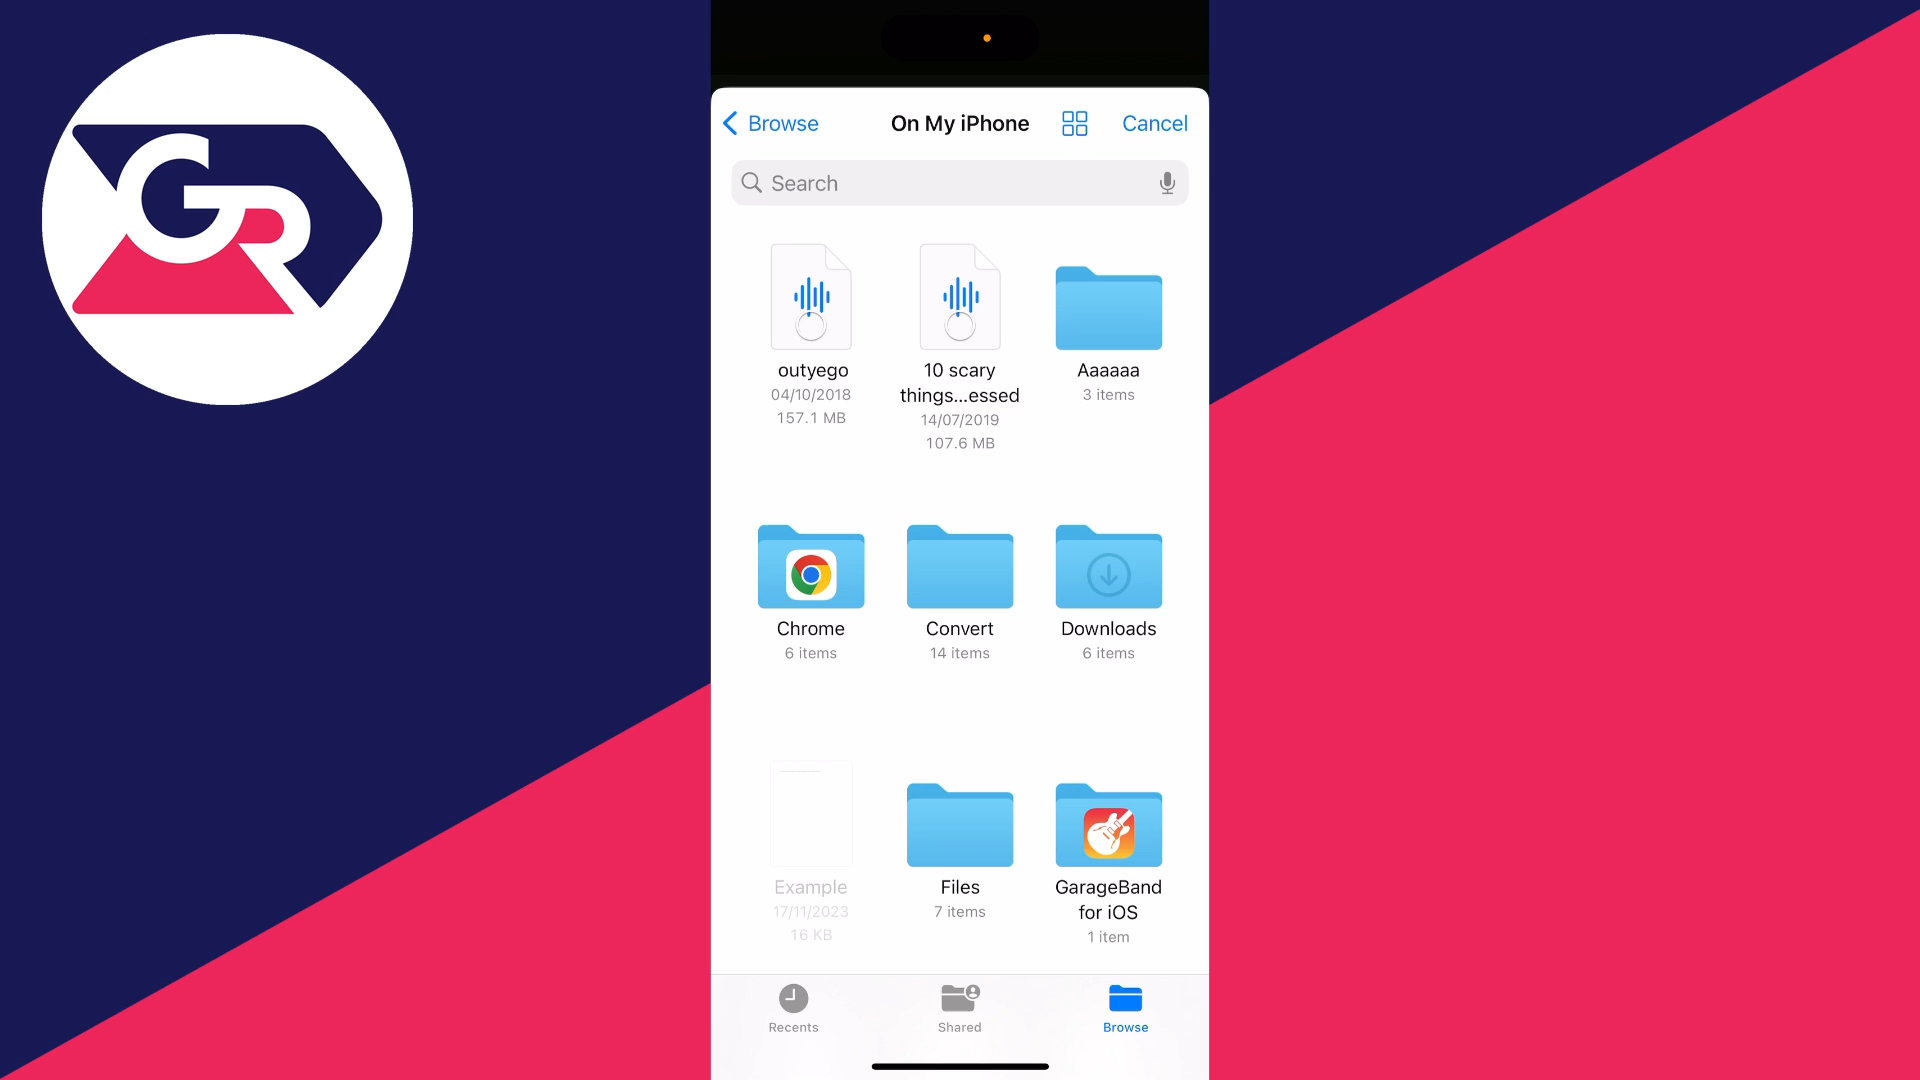 GR
Browse
On My iPhone
Cancel
Search
outyego
04/10/2018
157.1 MB
10 scary
things...essed
14/07/2019
107.6 MB
Aaaaaa
3 items
Chrome
6 items
Convert
14 items
Downloads
6 items
Example
17/11/2023
16 KB
Files
7 items
GarageBand
for iOS
1 item
Recents
Shared
Browse